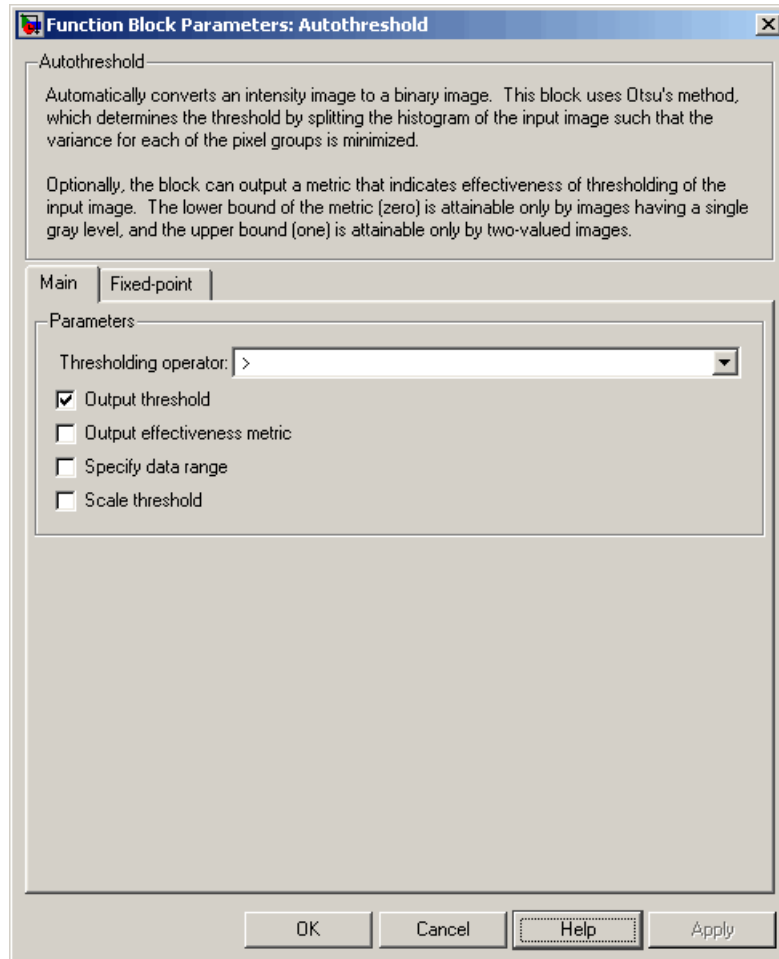 Function Block Parameters: Autothreshold
Autothreshold
Automatically converts an intensity image to a binary image.  This block uses Otsu's method,
which determines the threshold by splitting the histogram of the input image such that the
variance for each of the pixel groups is minimized.
Optionally, the block can output a metric that indicates effectiveness of thresholding of the
input image.  The lower bound of the metric (zero) is attainable only by images having a single
gray level, and the upper bound (one) is attainable only by two-valued images.
Main Fixed-point
Parameters
Thresholding operator: >
Output threshold
Output effectiveness metric
Specify data range
Scale threshold
OK Cancel Help Apply